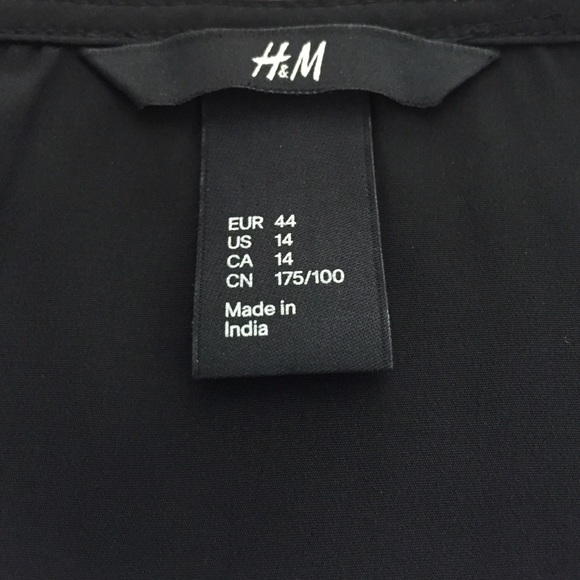 H&M
EUR 44
US 14
CA 14
CN 175/100
Made in
India